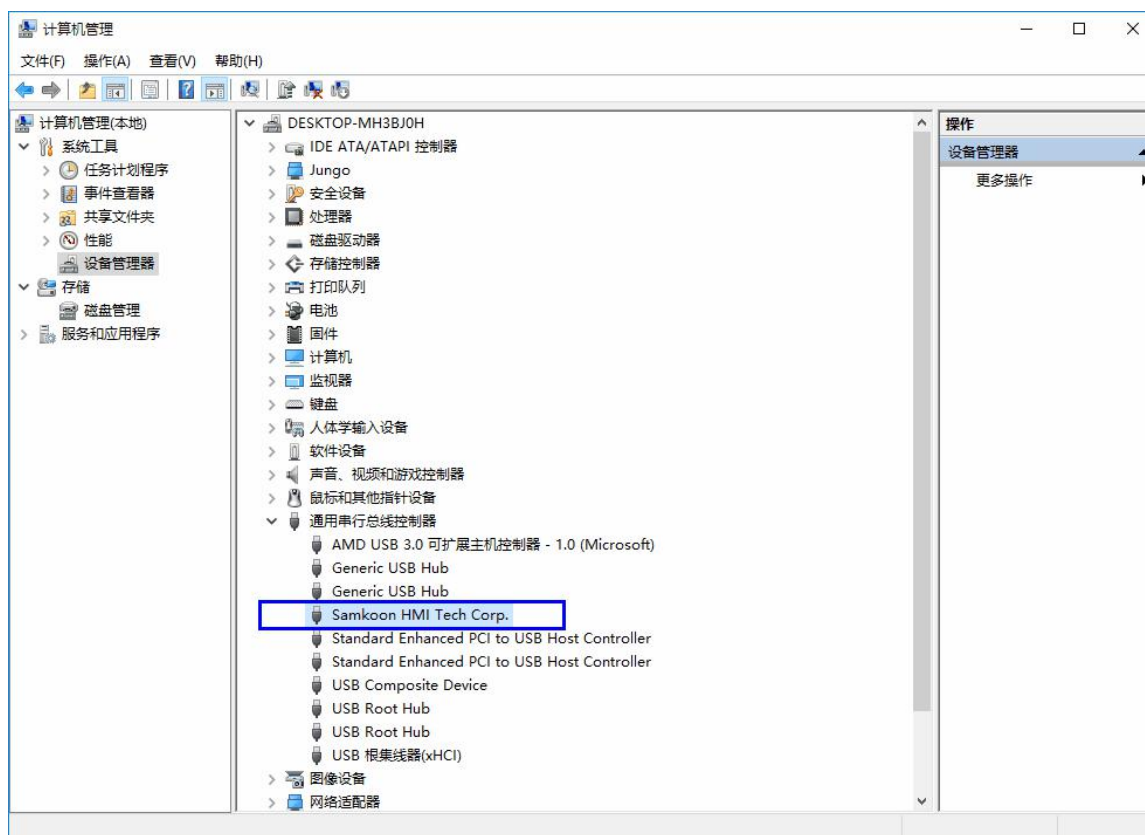 计算机管理
文件(F) 操作(A) 查看(V) 帮助(H)
计算机管理(本地)
系统工具
任务计划程序
事件查看器
共享文件夹
性能
设备管理器
存储
磁盘管理
服务和应用程序
DESKTOP-MH3BJ0H
IDE ATA/ATAPI 控制器
Jungo
安全设备
处理器
磁盘驱动器
存储控制器
打印队列
电池
固件
计算机
监视器
键盘
人体学输入设备
软件设备
声音、视频和游戏控制器
鼠标和其他指针设备
通用串行总线控制器
AMD USB 3.0 可扩展主机控制器 - 1.0 (Microsoft)
Generic USB Hub
Generic USB Hub
Samkoon HMI Tech Corp.
Standard Enhanced PCI to USB Host Controller
Standard Enhanced PCI to USB Host Controller
USB Composite Device
USB Root Hub
USB Root Hub
USB 根集线器(xHCI)
图像设备
网络适配器
操作
设备管理器
更多操作